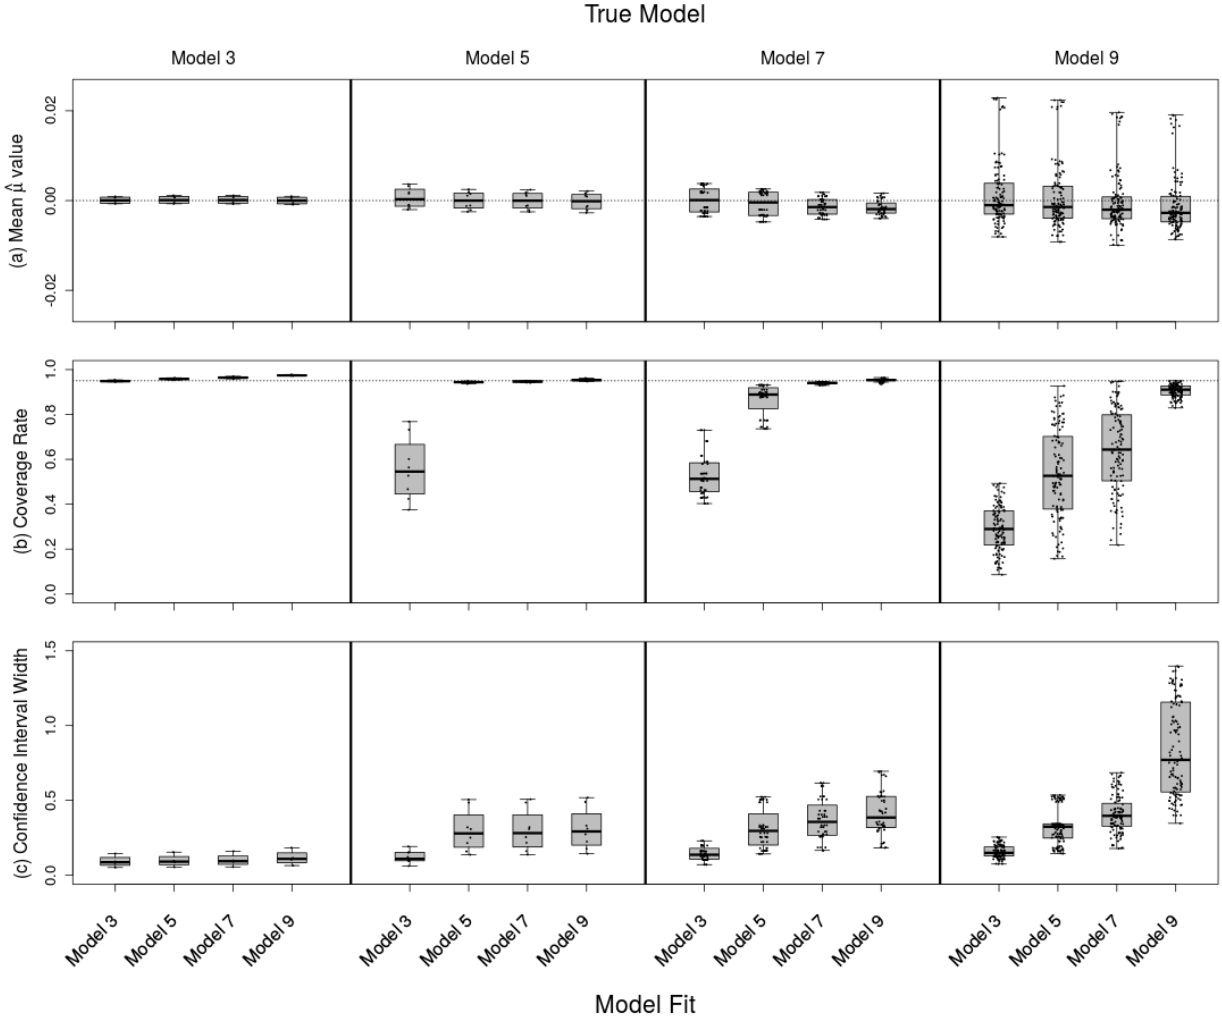 True Model
Model 3 Model 5 Model 7 Model 9
(a) Mean μ̂ value
0.02
0.00
-0.02
(b) Coverage Rate
1.0
0.8
0.6
0.4
0.2
0.0
(c) Confidence Interval Width
1.5
1.0
0.5
0.0
Model 3 Model 5 Model 7 Model 9 Model 3 Model 5 Model 7 Model 9 Model 3 Model 5 Model 7 Model 9 Model 3 Model 5 Model 7 Model 9
Model Fit